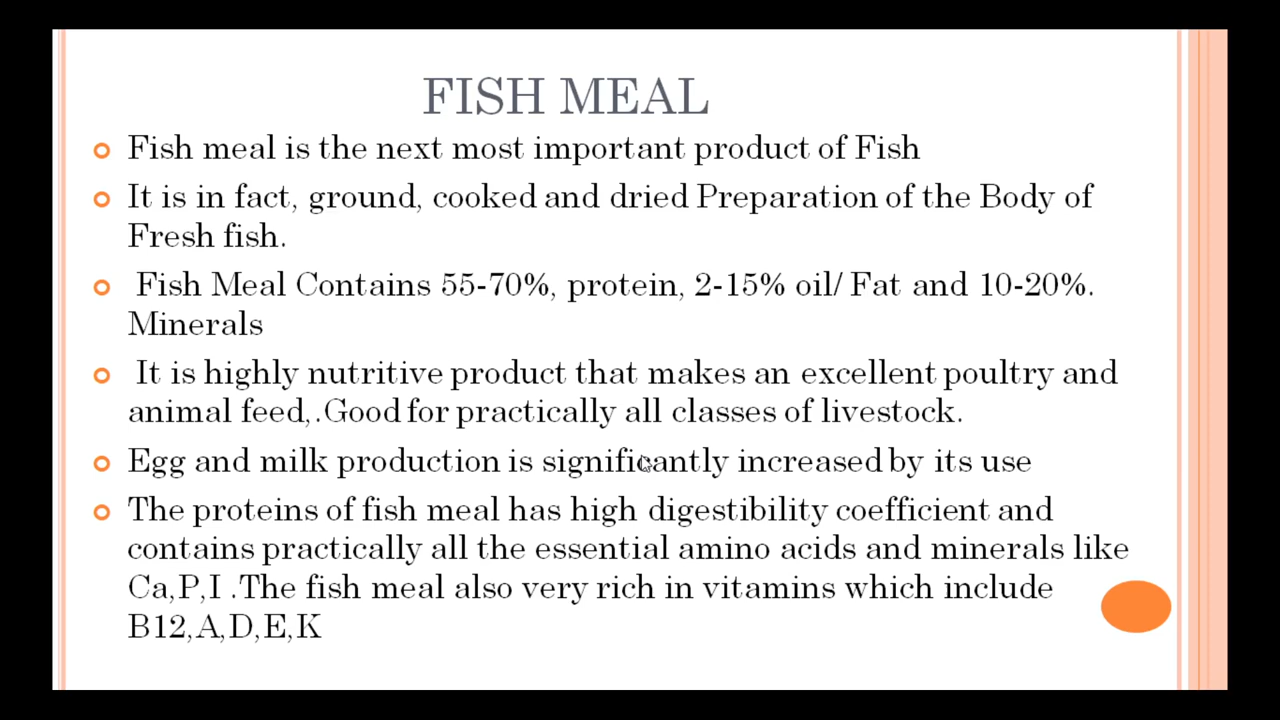 FISH MEAL
Fish meal is the next most important product of Fish
It is in fact, ground, cooked and dried Preparation of the Body of
Fresh fish.
Fish Meal Contains 55-70%, protein, 2-15% oil/ Fat and 10-20%.
Minerals
It is highly nutritive product that makes an excellent poultry and
animal feed,.Good for practically all classes of livestock.
Egg and milk production is significantly increased by its use
The proteins of fish meal has high digestibility coefficient and
contains practically all the essential amino acids and minerals like
Ca,P,I .The fish meal also very rich in vitamins which include
B12,A,D,E,K